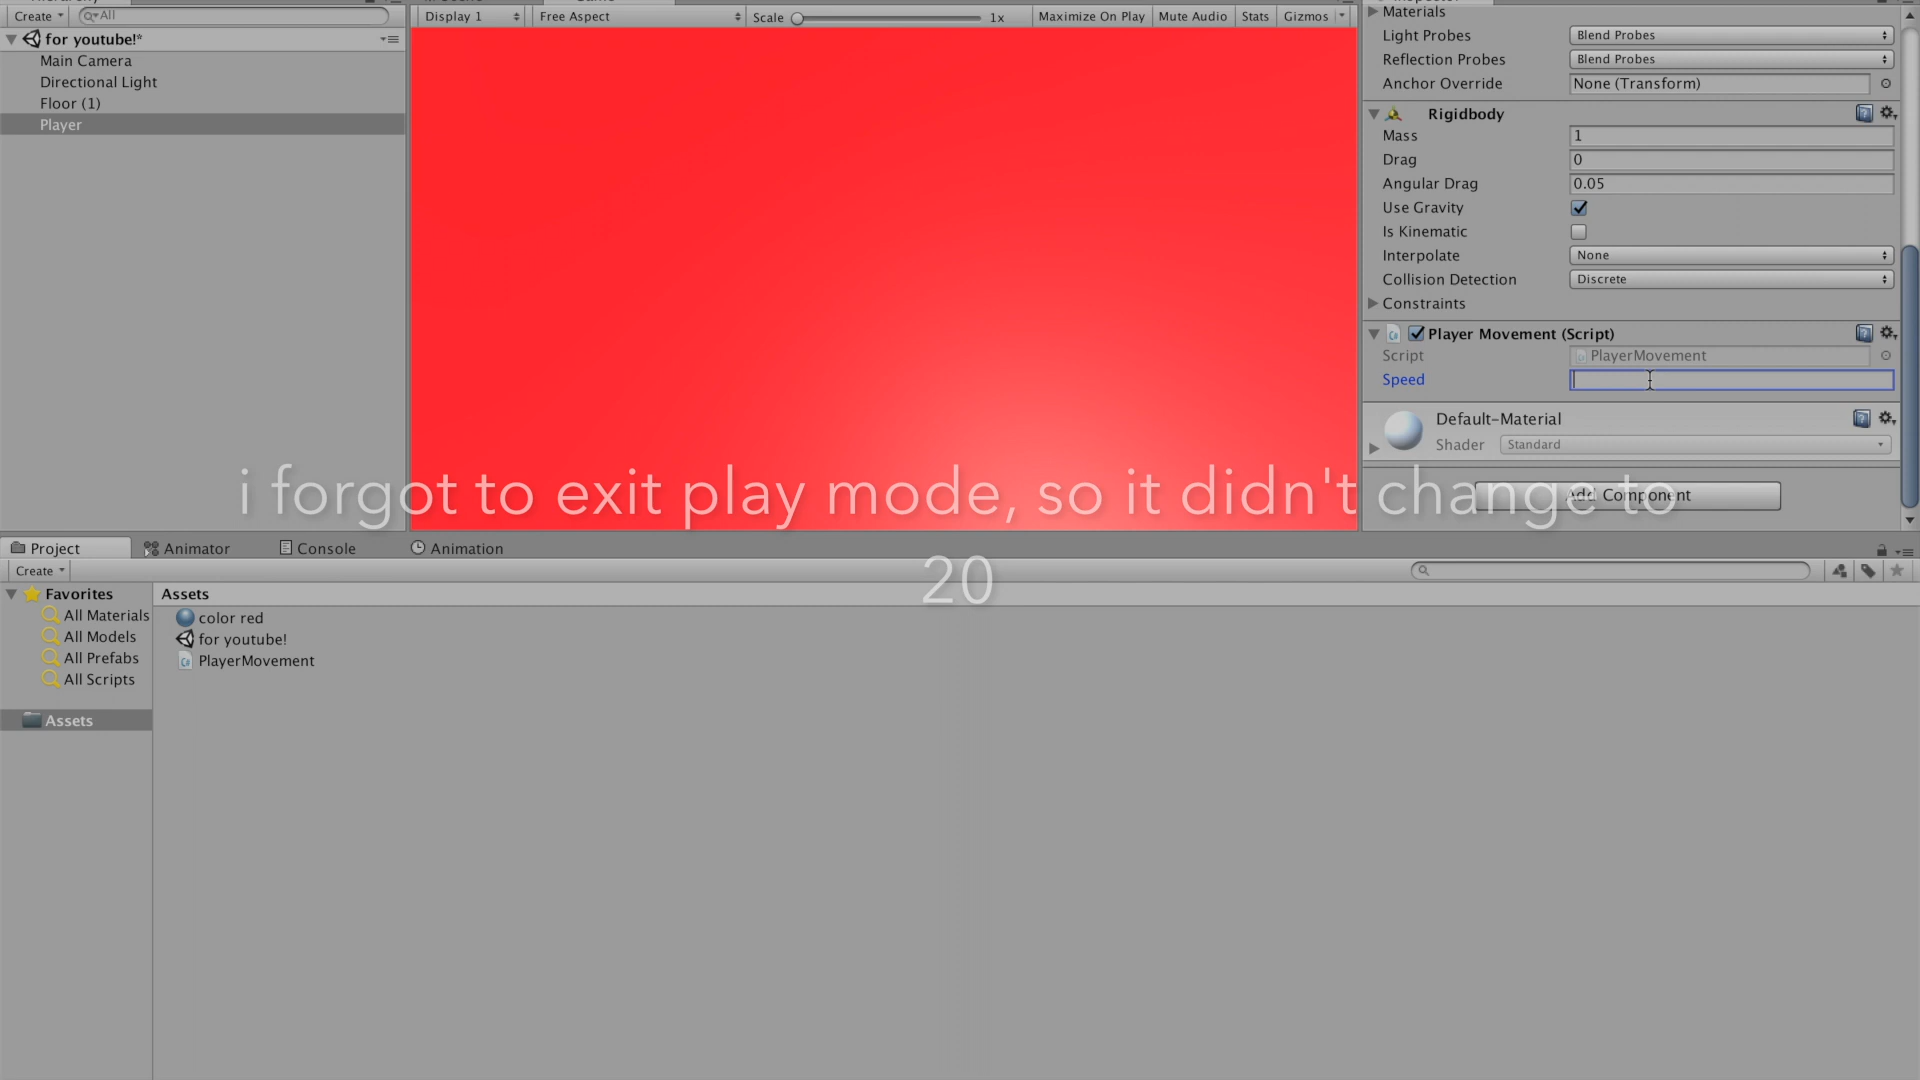 Create
All
Display 1
Free Aspect
Scale
1x
Maximize On Play
Mute Audio
Stats
Gizmos
for youtube!*
Main Camera
Directional Light
Floor (1)
Player
Materials
Light Probes
Blend Probes
Reflection Probes
Blend Probes
Anchor Override
None (Transform)
Rigidbody
Mass
1
Drag
0
Angular Drag
0.05
Use Gravity
Is Kinematic
Interpolate
None
Collision Detection
Discrete
Constraints
Player Movement (Script)
Script
PlayerMovement
Speed
Default-Material
Shader
Standard
Add Component
i forgot to exit play mode, so it didn't change to
20
Project
Animator
Console
Animation
Create
Favorites
All Materials
All Models
All Prefabs
All Scripts
Assets
Assets
color red
for youtube!
PlayerMovement